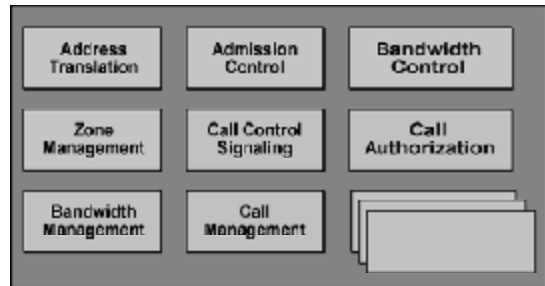 Address
Translation
Admission
Control
Bandwidth
Control
Zone
Management
Call Control
Signaling
Call
Authorization
Bandwidth
Management
Call
Management